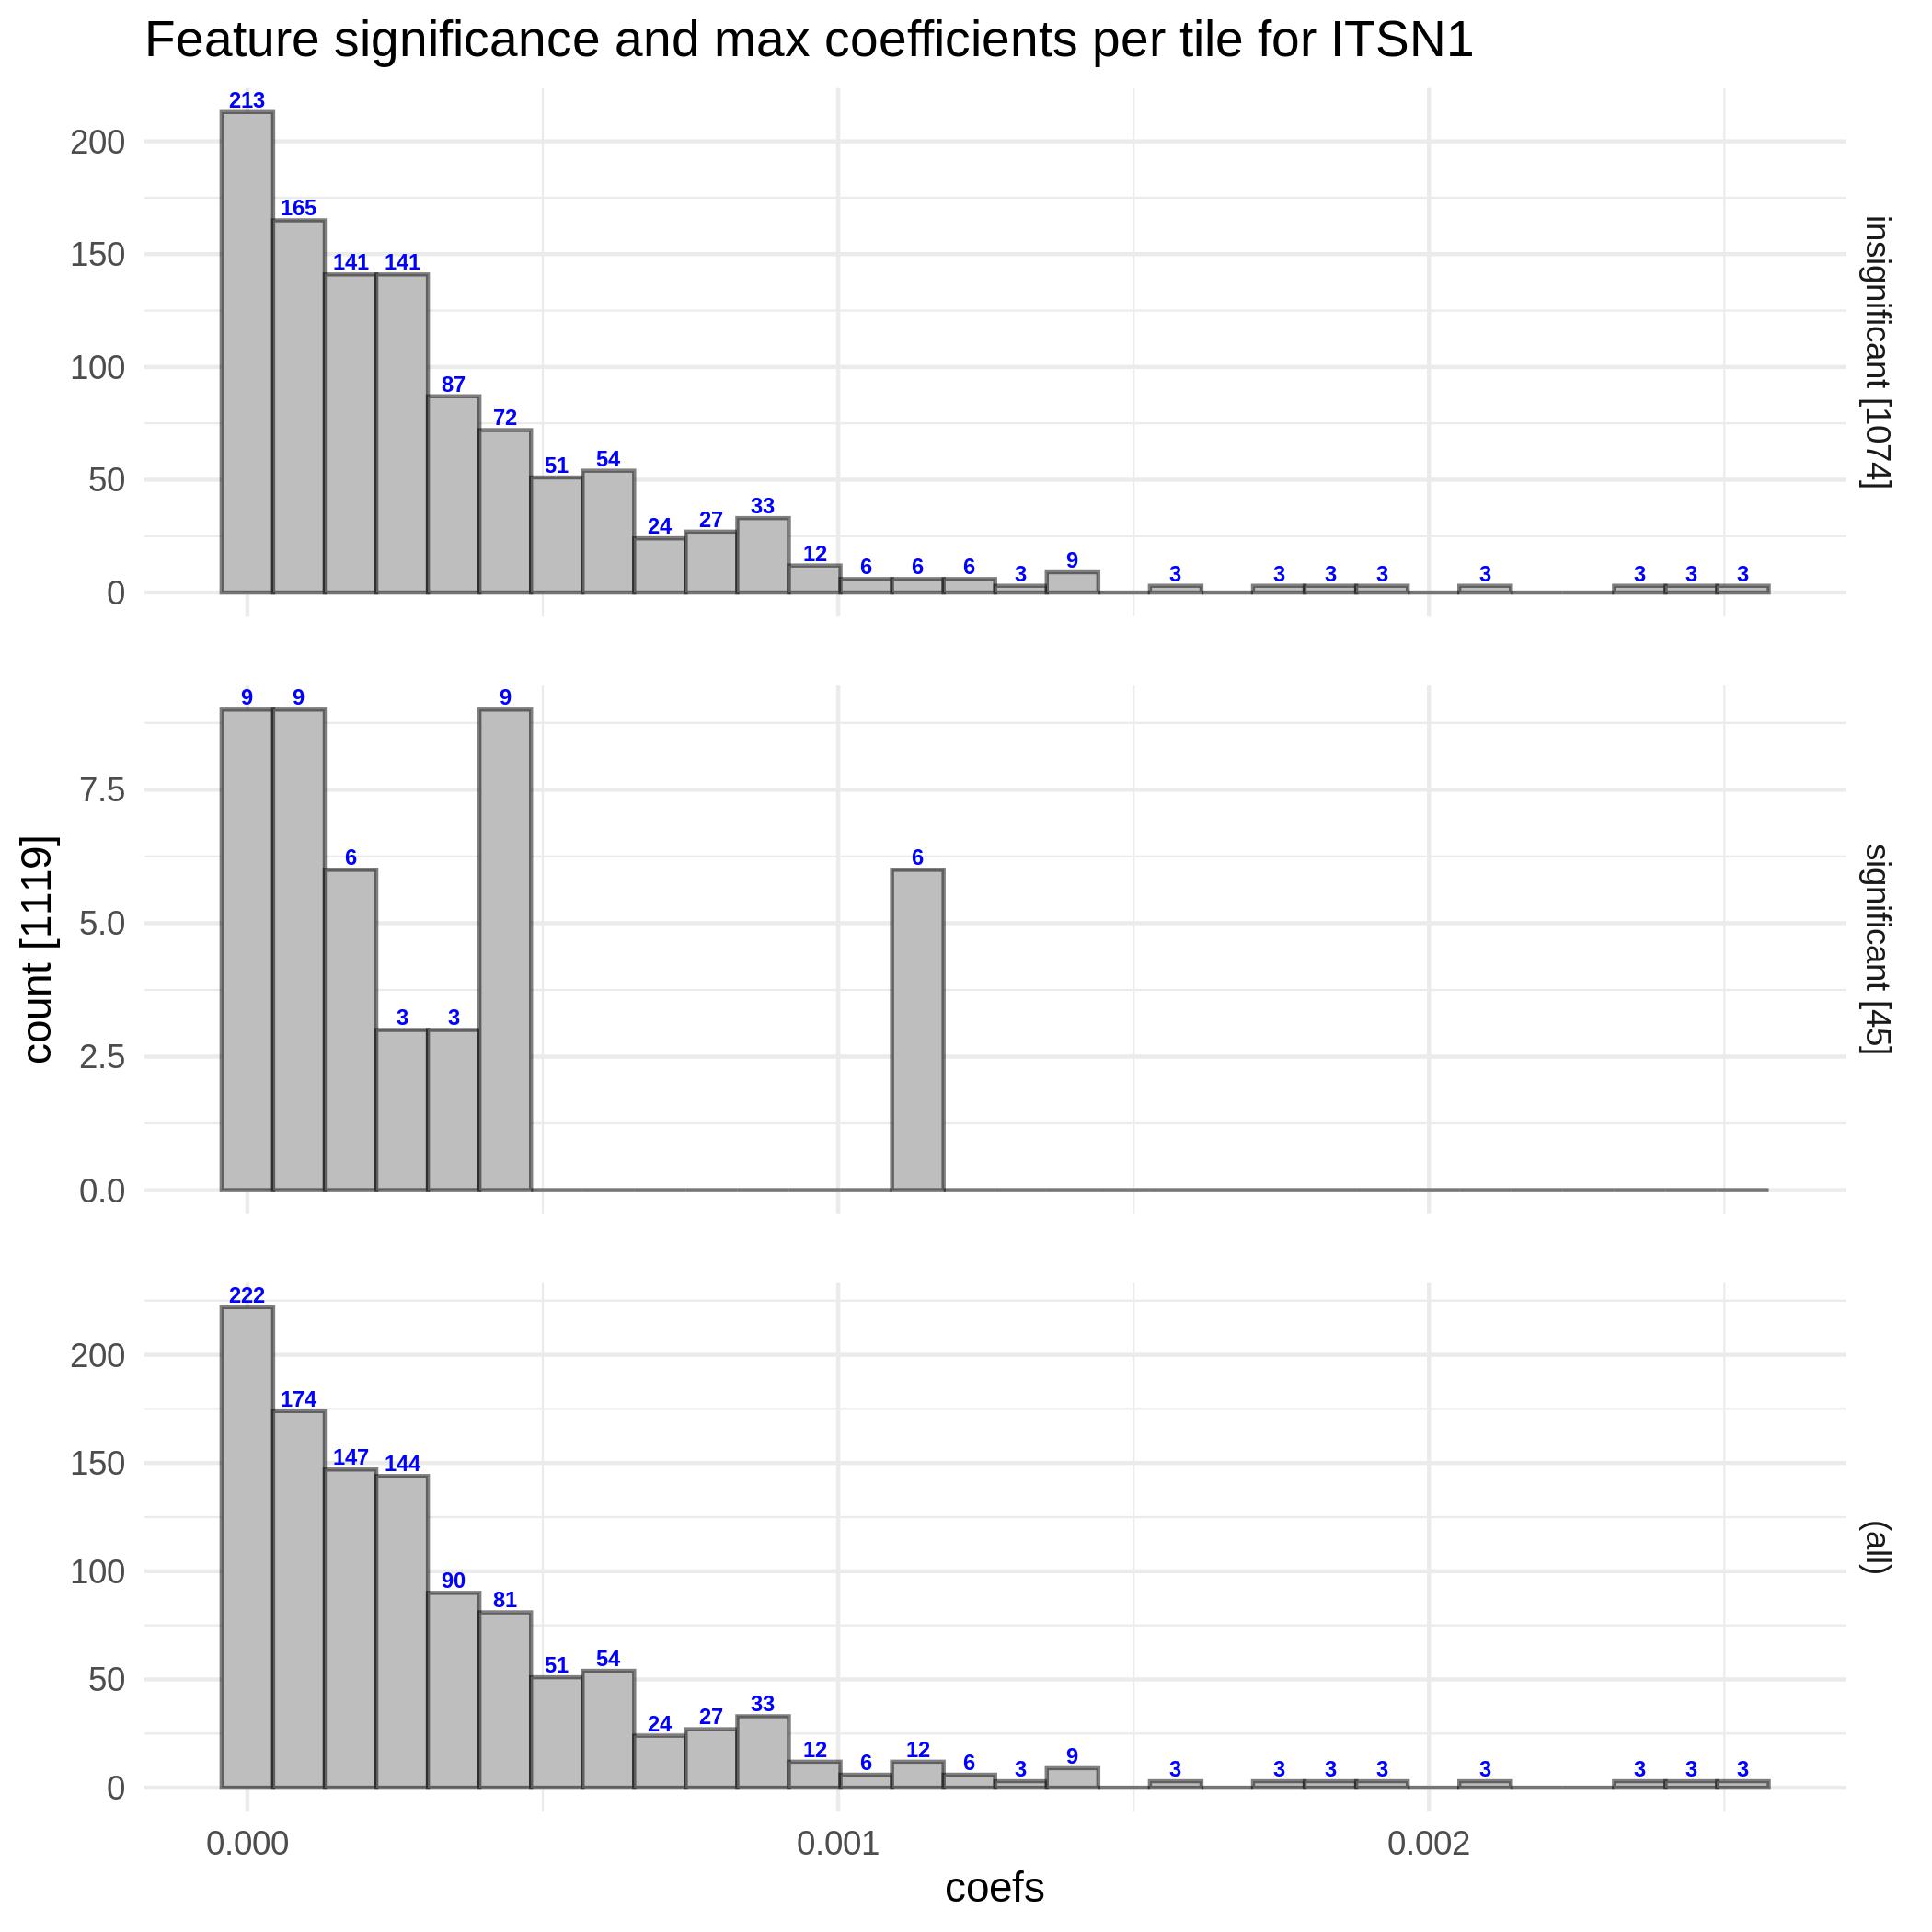 Feature significance and max coefficients per tile for ITSN1
213
165
141 141
87
72
51 54
24 27 33
12 6 6 6 3 9 3 3 3 3 3 3 3 3
200
150
100
50
0
insignificant [1074]
9 9 6 3 3 9 6
7.5
5.0
2.5
0.0
significant [45]
count [1119]
222
174
147 144
90
81
51 54
24 27 33
12 6 12 6 3 9 3 3 3 3 3 3 3 3
200
150
100
50
0
(all)
0.000 0.001 0.002
coefs